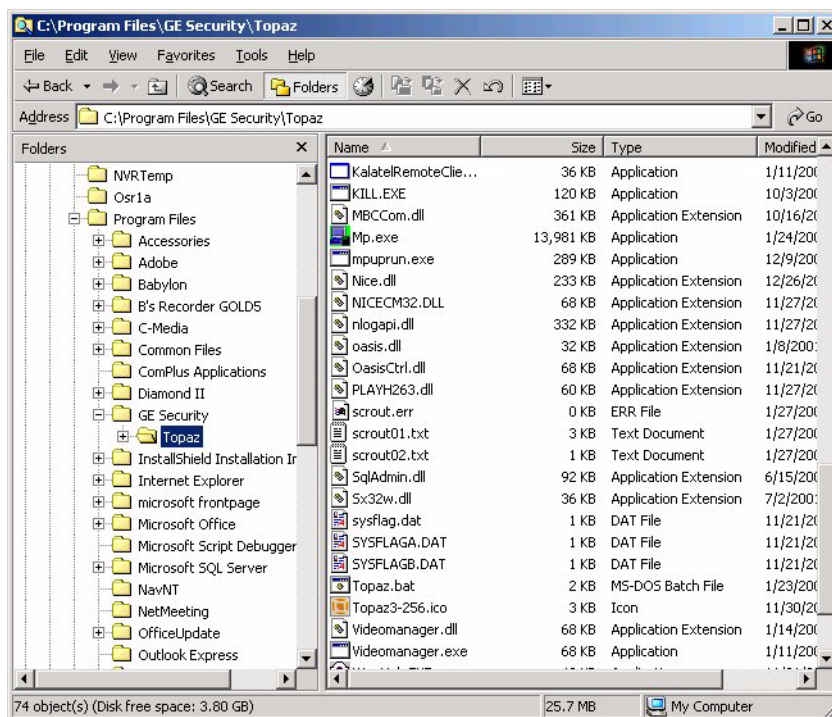 C:\Program Files\GE Security\Topaz
File Edit View Favorites Tools Help
Back Search Folders
Address C:\Program Files\GE Security\Topaz Go
Folders
NVRTemp
Osr1a
Program Files
Accessories
Adobe
Babylon
B's Recorder GOLD5
C-Media
Common Files
ComPlus Applications
Diamond II
GE Security
Topaz
InstallShield Installation Ir
Internet Explorer
microsoft frontpage
Microsoft Office
Microsoft Script Debugger
Microsoft SQL Server
NavNT
NetMeeting
OfficeUpdate
Outlook Express
Name Size Type Modified
KalatelRemoteClie... 36 KB Application 1/11/200
KILL.EXE 120 KB Application 10/3/200
MBCCom.dll 361 KB Application Extension 10/16/20
Mp.exe 13,981 KB Application 1/24/200
mpuprun.exe 289 KB Application 12/9/200
Nice.dll 233 KB Application Extension 12/26/20
NICECM32.DLL 68 KB Application Extension 11/27/20
nlogapi.dll 332 KB Application Extension 11/27/20
oasis.dll 32 KB Application Extension 1/8/2001
OasisCtrl.dll 68 KB Application Extension 11/21/20
PLAYH263.dll 60 KB Application Extension 11/27/20
scrout.err 0 KB ERR File 1/27/200
scrout01.txt 3 KB Text Document 1/27/200
scrout02.txt 1 KB Text Document 1/27/200
SqlAdmin.dll 92 KB Application Extension 6/15/200
Sx32w.dll 36 KB Application Extension 7/2/2001
sysflag.dat 1 KB DAT File 11/21/20
SYSFLAGA.DAT 1 KB DAT File 11/21/20
SYSFLAGB.DAT 1 KB DAT File 11/21/20
Topaz.bat 2 KB MS-DOS Batch File 1/23/200
Topaz3-256.ico 3 KB Icon 11/30/20
Videomanager.dll 68 KB Application Extension 1/14/200
Videomanager.exe 68 KB Application 1/11/200
74 object(s) (Disk free space: 3.80 GB) 25.7 MB My Computer